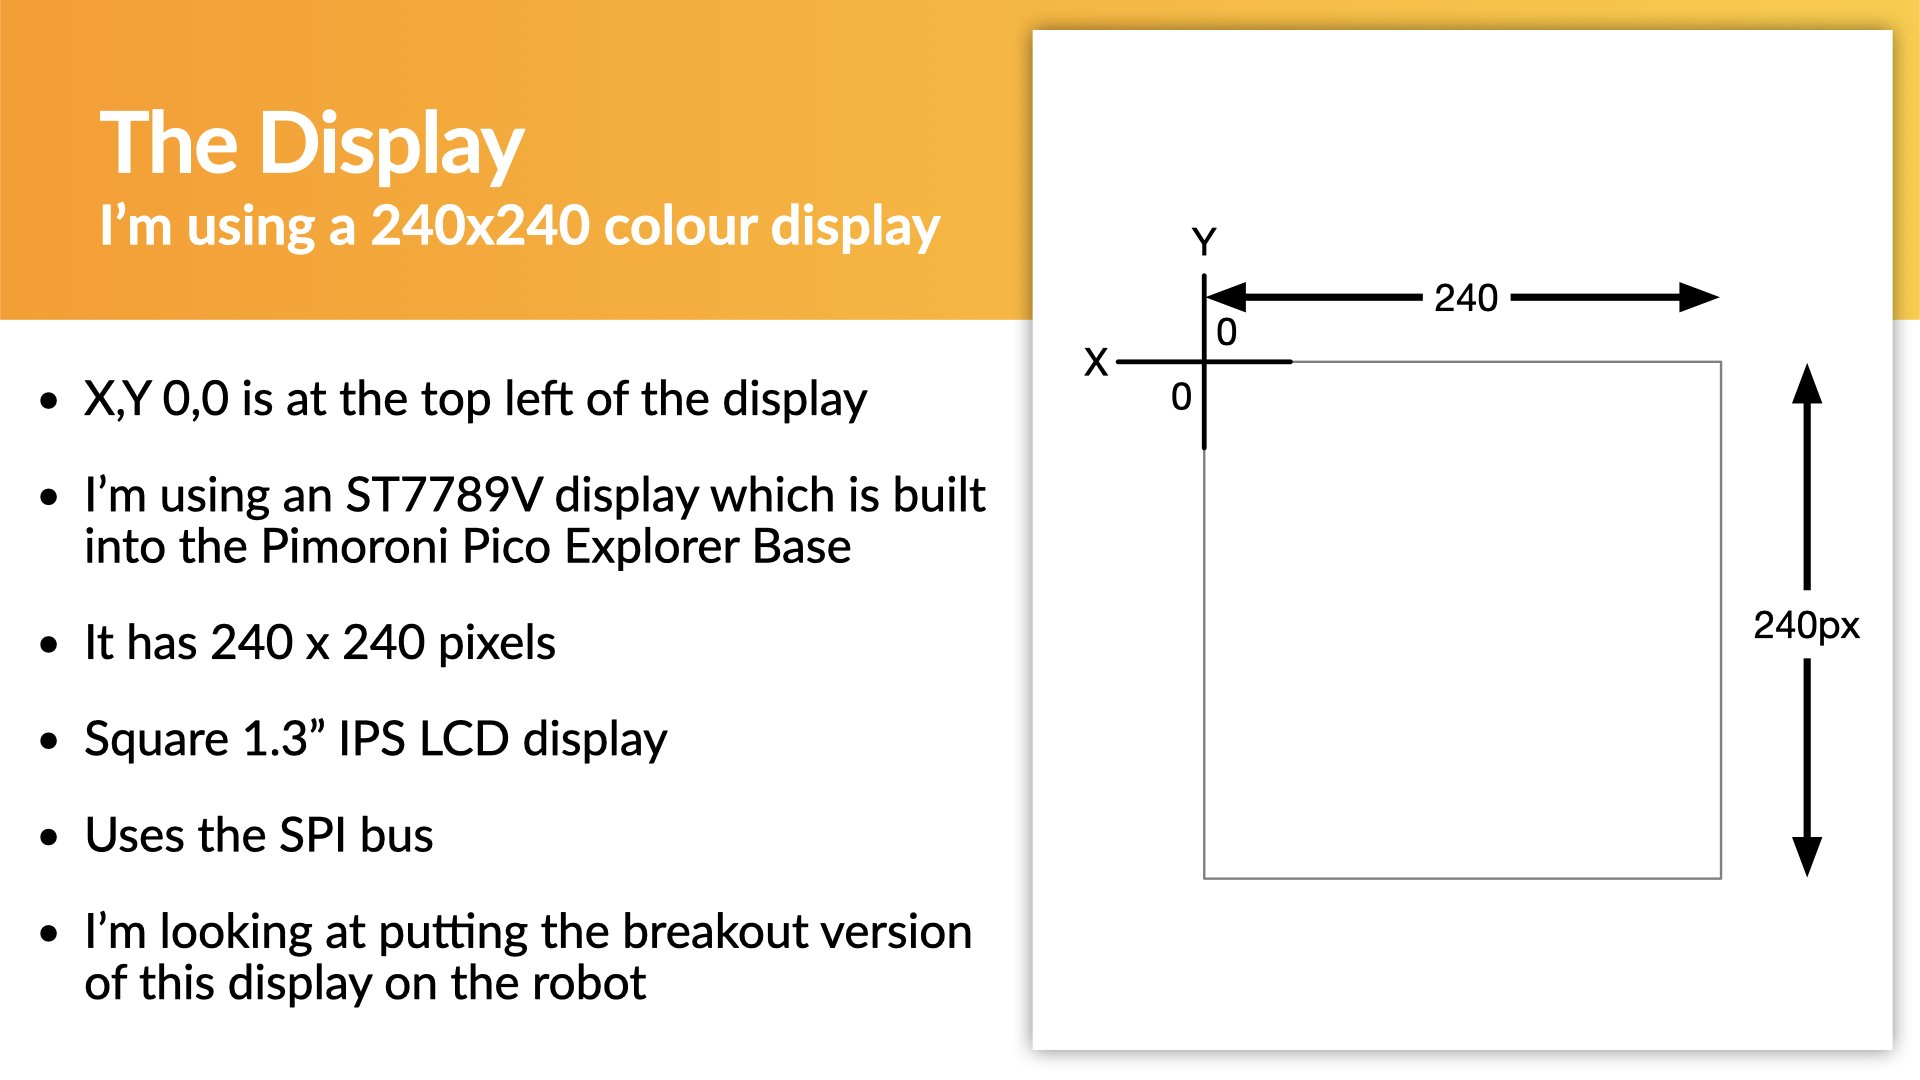 The Display
I’m using a 240x240 colour display
• X,Y 0,0 is at the top left of the display
• I’m using an ST7789V display which is built
into the Pimoroni Pico Explorer Base
• It has 240 x 240 pixels
• Square 1.3” IPS LCD display
• Uses the SPI bus
• I’m looking at putting the breakout version
of this display on the robot
Y
240
0
X
0
240px